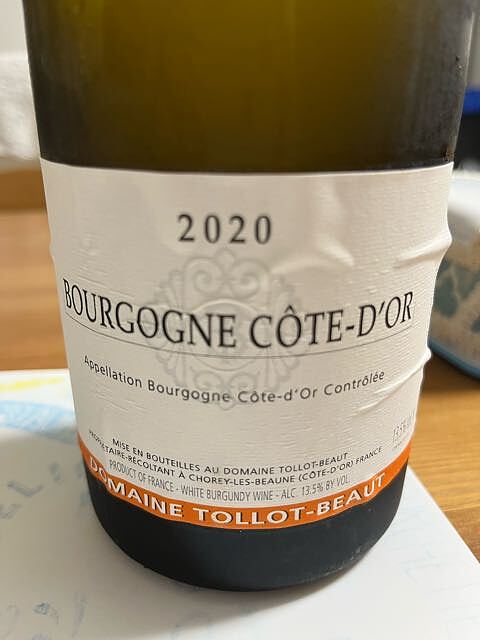 2020
BOURGOGNE CÔTE-D'OR
Appellation Bourgogne Côte-d'Or Contrôlée
MISE EN BOUTEILLES AU DOMAINE TOLLOT-BEAUT
PROPRIÉTAIRE-RÉCOLTANT À CHOREY-LES-BEAUNE (CÔTE-D'OR) FRANCE
PRODUCT OF FRANCE - WHITE BURGUNDY WINE - ALC. 13.5% BY VOL.
13.5%
DOMAINE TOLLOT-BEAUT